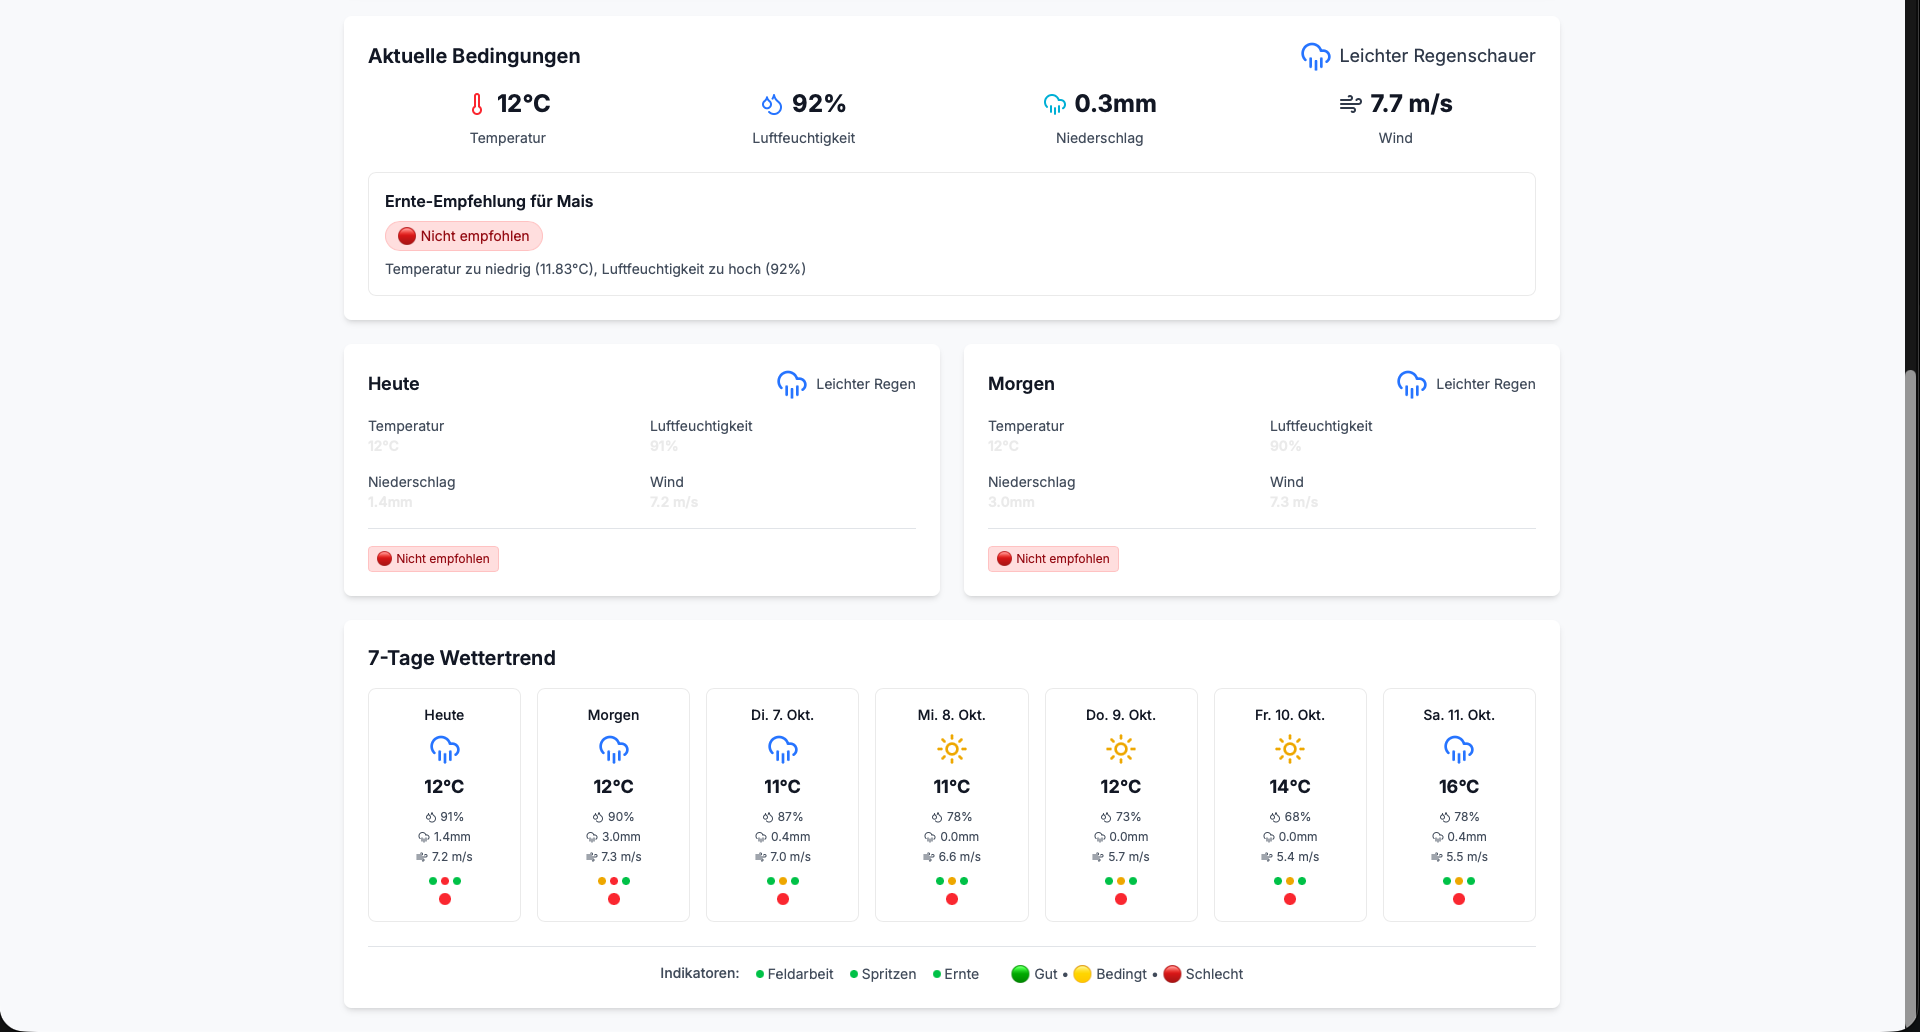 Aktuelle Bedingungen
Leichter Regenschauer
12°C
92%
0.3mm
7.7 m/s
Temperatur
Luftfeuchtigkeit
Niederschlag
Wind
Ernte-Empfehlung für Mais
Nicht empfohlen
Temperatur zu niedrig (11.83°C), Luftfeuchtigkeit zu hoch (92%)
Heute
Leichter Regen
Temperatur
Luftfeuchtigkeit
12°C
91%
Niederschlag
Wind
1.4mm
7.2 m/s
Nicht empfohlen
Morgen
Leichter Regen
Temperatur
Luftfeuchtigkeit
12°C
90%
Niederschlag
Wind
3.0mm
7.3 m/s
Nicht empfohlen
7-Tage Wettertrend
Heute
12°C
91%
1.4mm
7.2 m/s
Morgen
12°C
90%
3.0mm
7.3 m/s
Di. 7. Okt.
11°C
87%
0.4mm
7.0 m/s
Mi. 8. Okt.
11°C
78%
0.0mm
6.6 m/s
Do. 9. Okt.
12°C
73%
0.0mm
5.7 m/s
Fr. 10. Okt.
14°C
68%
0.0mm
5.4 m/s
Sa. 11. Okt.
16°C
78%
0.4mm
5.5 m/s
Indikatoren: Feldarbeit Spritzen Ernte Gut • Bedingt • Schlecht